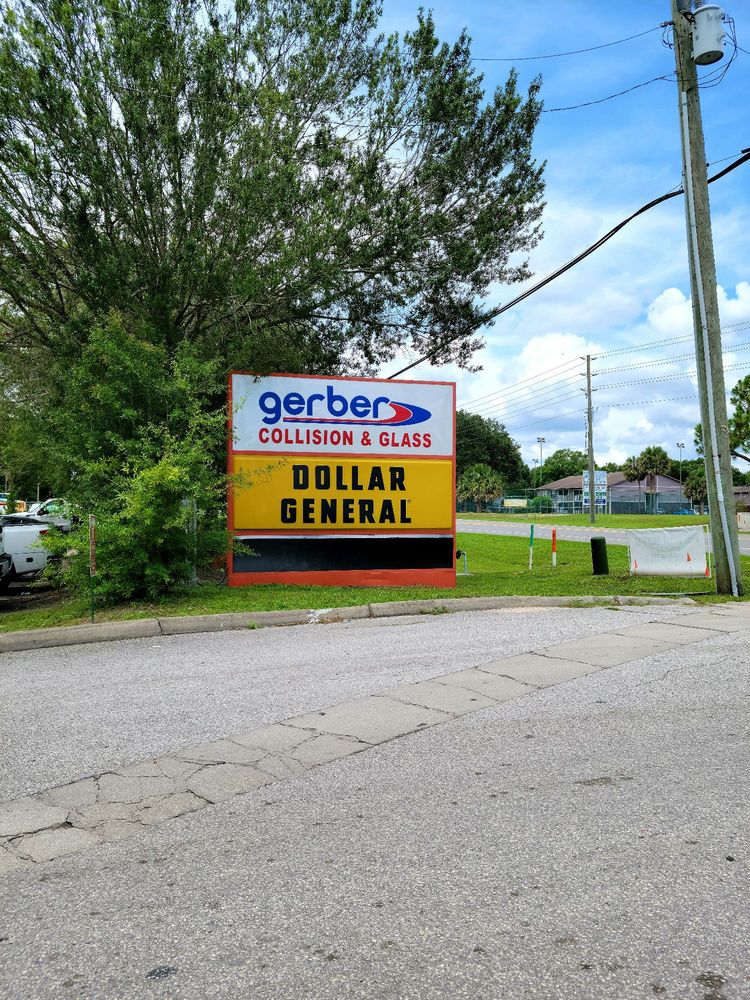 gerber
COLLISION & GLASS
DOLLAR
GENERAL